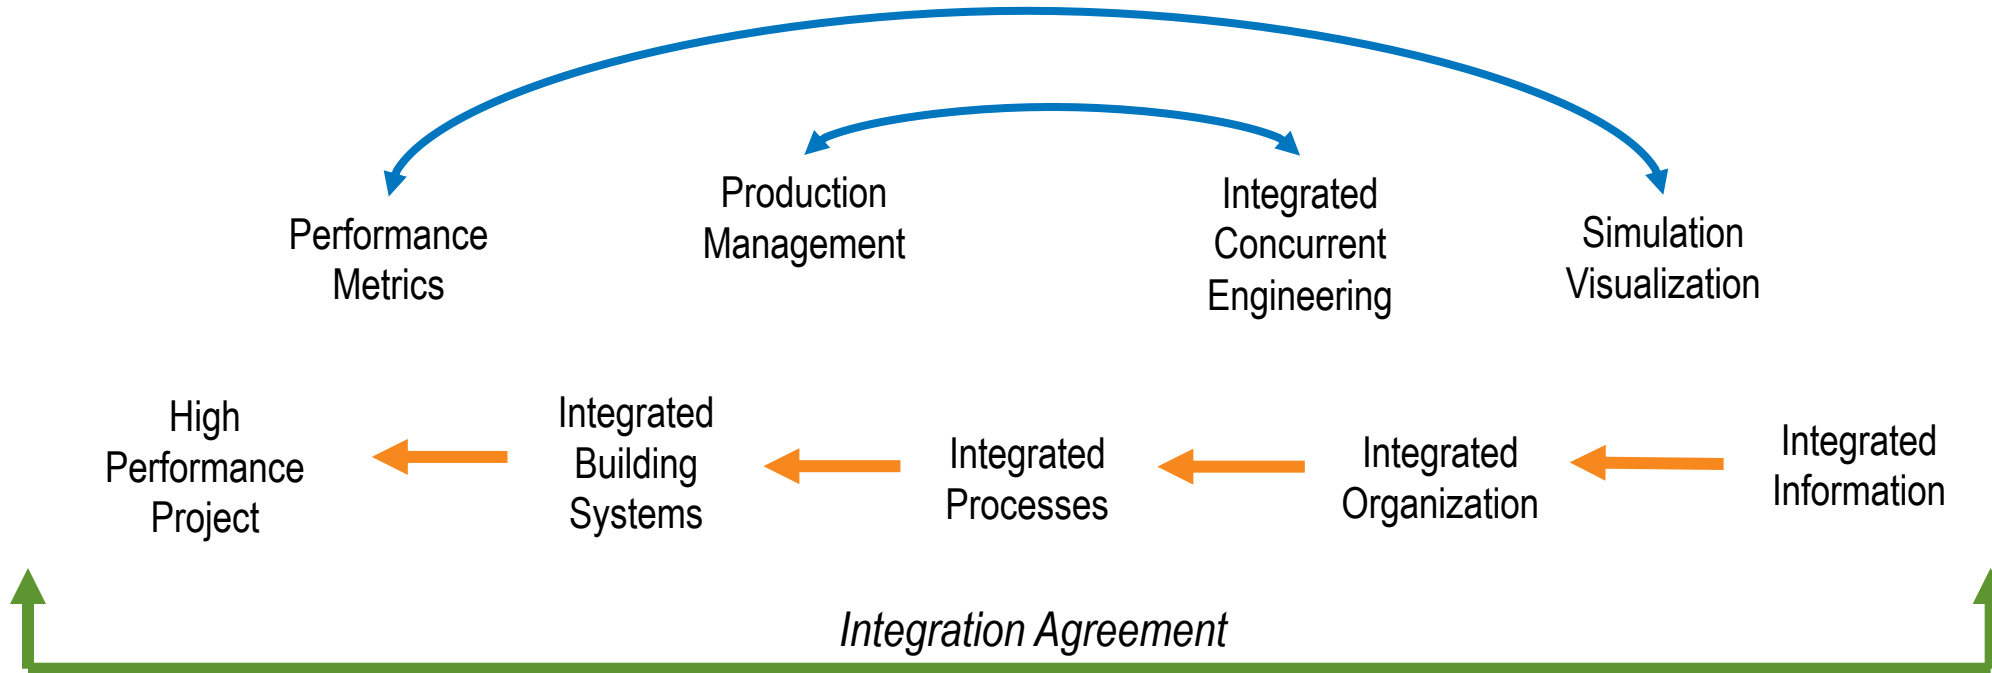 Performance
Metrics
Production
Management
Integrated
Concurrent
Engineering
Simulation
Visualization
High
Performance
Project
Integrated
Building
Systems
Integrated
Processes
Integrated
Organization
Integrated
Information
Integration Agreement